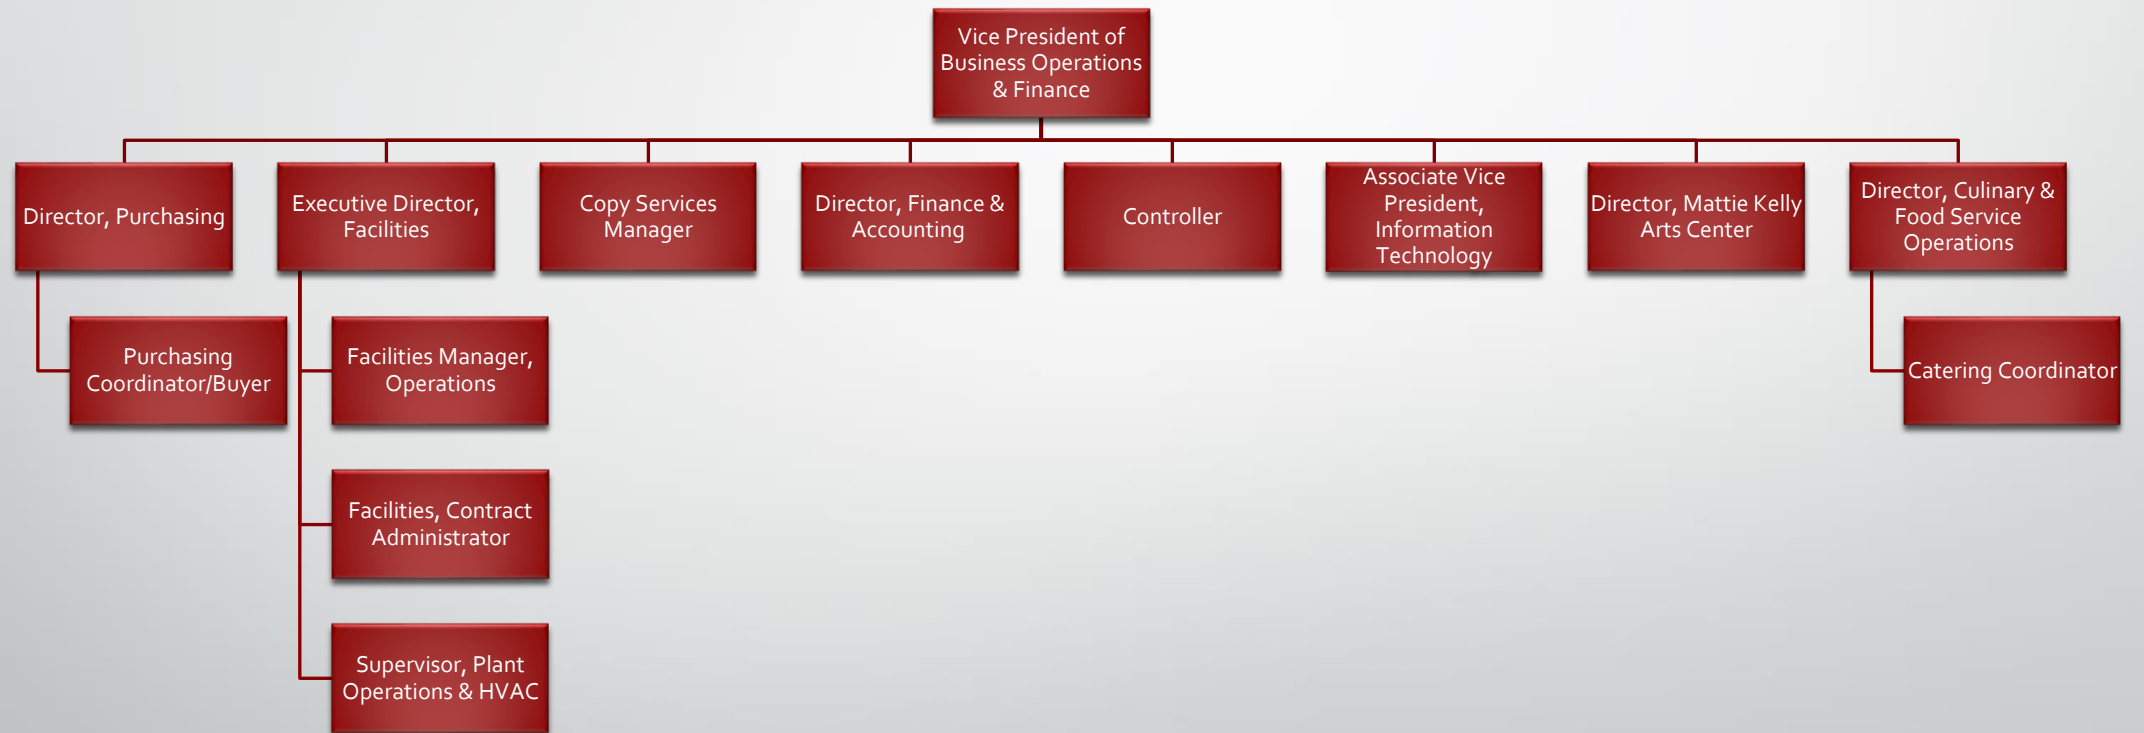 Vice President of
Business Operations
& Finance
Director, Purchasing
Executive Director,
Facilities
Copy Services
Manager
Director, Finance &
Accounting
Controller
Associate Vice
President,
Information
Technology
Director, Mattie Kelly
Arts Center
Director, Culinary &
Food Service
Operations
Purchasing
Coordinator/Buyer
Facilities Manager,
Operations
Catering Coordinator
Facilities, Contract
Administrator
Supervisor, Plant
Operations & HVAC